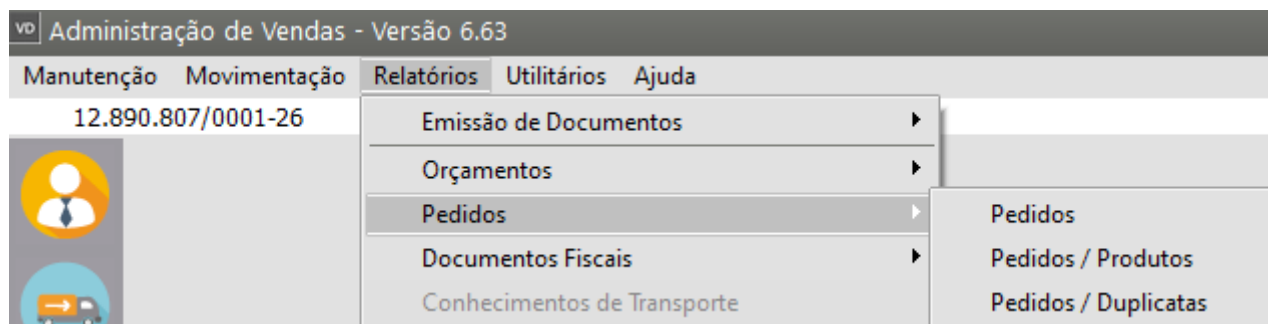 VD Administração de Vendas - Versão 6.63
Manutenção Movimentação Relatórios Utilitários Ajuda
12.890.807/0001-26
Emissão de Documentos
Orçamentos
Pedidos
Pedidos
Documentos Fiscais
Pedidos / Produtos
Conhecimentos de Transporte
Pedidos / Duplicatas